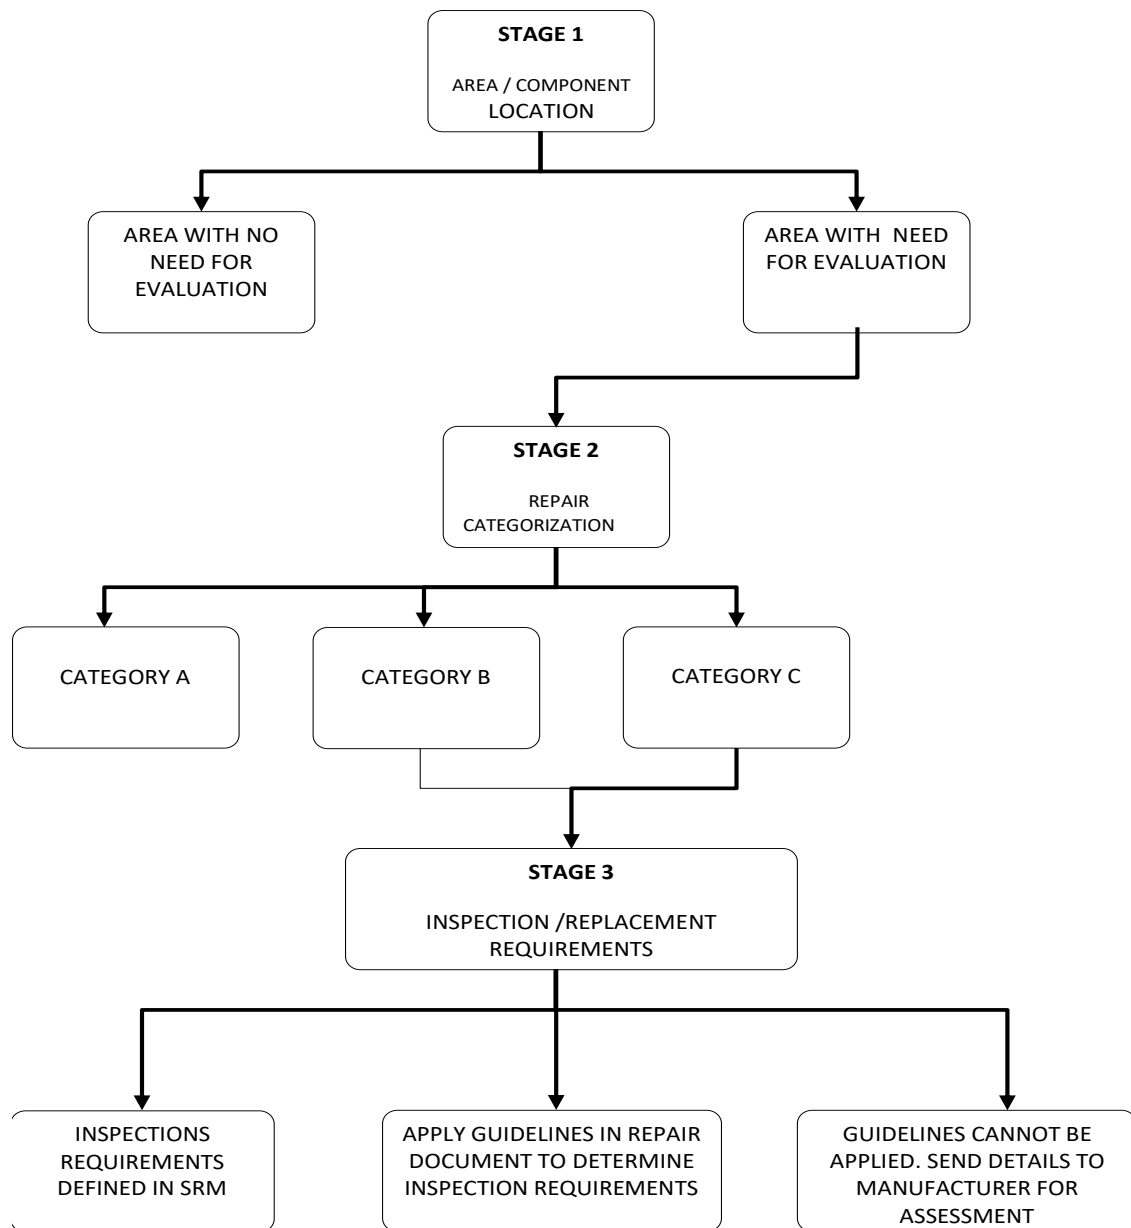 STAGE 1
AREA / COMPONENT
LOCATION
AREA WITH NO
NEED FOR
EVALUATION
AREA WITH NEED
FOR EVALUATION
STAGE 2
REPAIR
CATEGORIZATION
CATEGORY A
CATEGORY B
CATEGORY C
STAGE 3
INSPECTION /REPLACEMENT
REQUIREMENTS
INSPECTIONS
REQUIREMENTS
DEFINED IN SRM
APPLY GUIDELINES IN REPAIR
DOCUMENT TO DETERMINE
INSPECTION REQUIREMENTS
GUIDELINES CANNOT BE
APPLIED. SEND DETAILS TO
MANUFACTURER FOR
ASSESSMENT